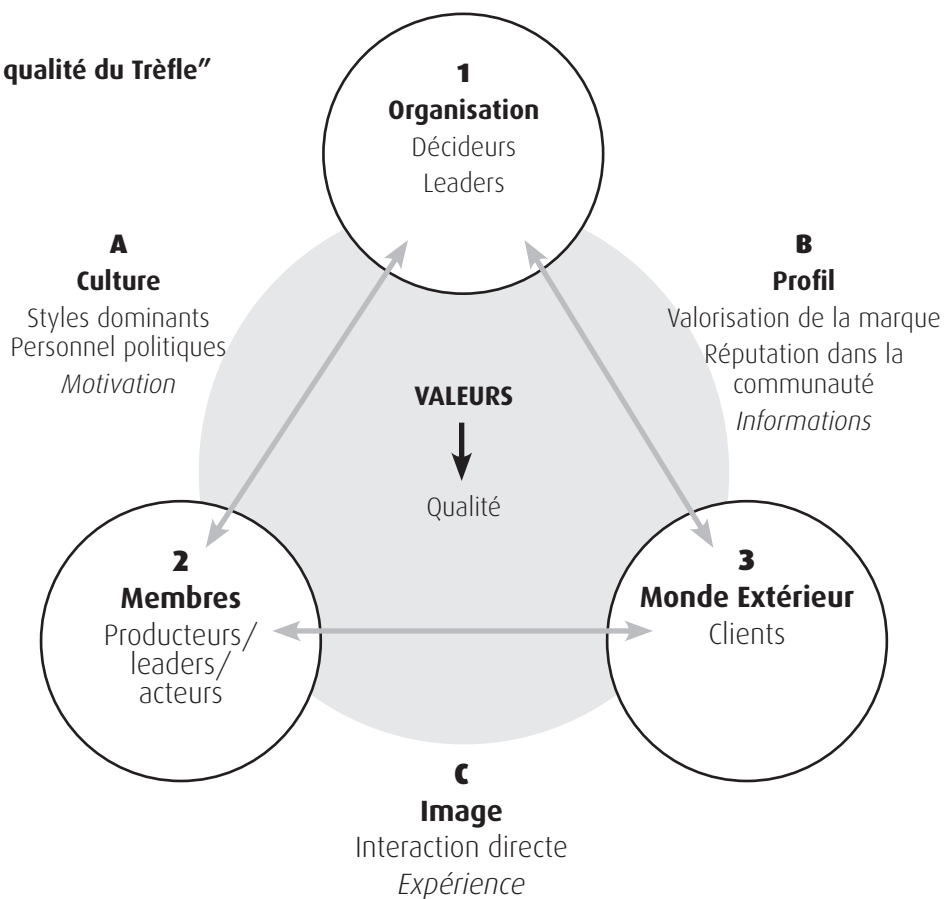 qualité du Trèfle”
1
Organisation
Décideurs
Leaders
A
Culture
Styles dominants
Personnel politiques
Motivation
B
Profil
Valorisation de la marque
Réputation dans la
communauté
Informations
VALEURS
Qualité
2
Membres
Producteurs/
leaders/
acteurs
3
Monde Extérieur
Clients
C
Image
Interaction directe
Expérience